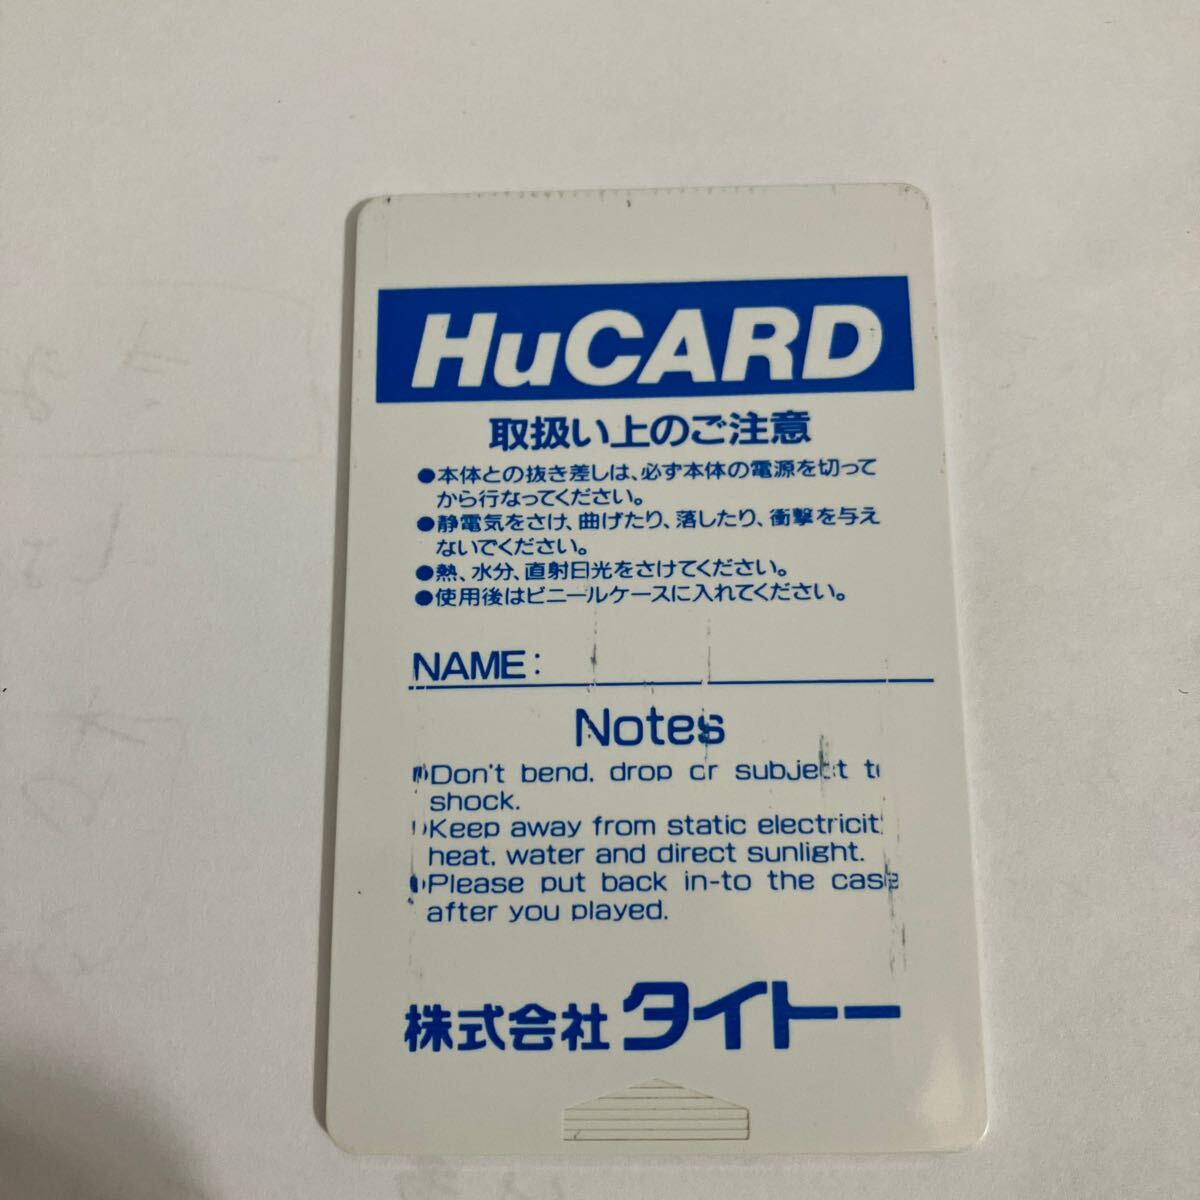 HuCARD
取扱い上のご注意
●本体との抜き差しは、必ず本体の電源を切って
から行なってください。
●静電気をさけ、曲げたり、落したり、衝撃を与え
ないでください。
●熱、水分、直射日光をさけてください。
●使用後はビニールケースに入れてください。
NAME:
Notes
●Don't bend, drop or subject to
shock.
●Keep away from static electricit
heat, water and direct sunlight.
●Please put back in-to the case
after you played.
株式会社 タイトー